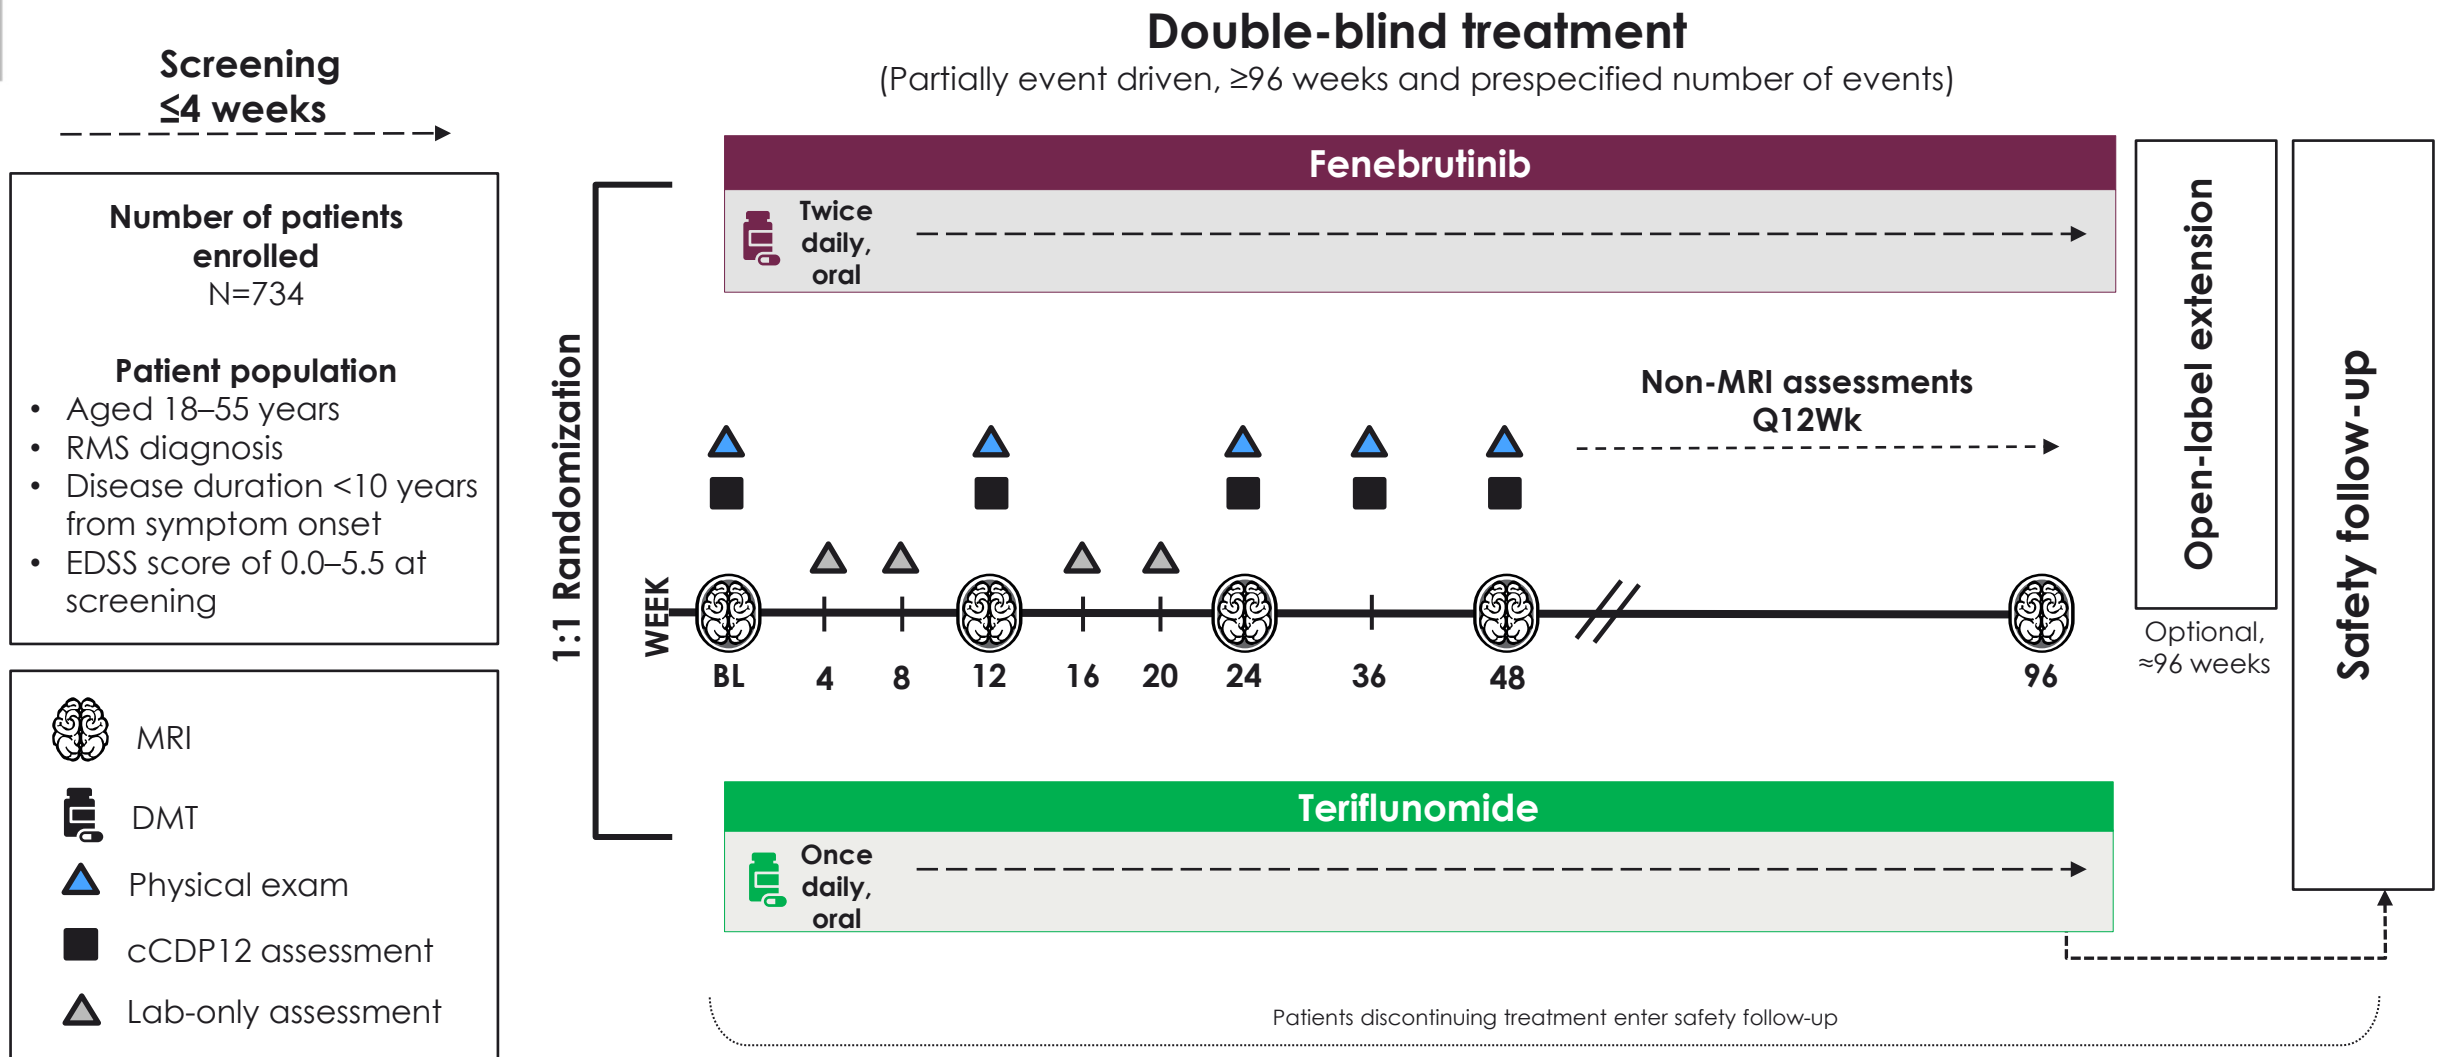 Double-blind treatment
(Partially event driven, ≥96 weeks and prespecified number of events)
Screening
≤4 weeks
Number of patients
enrolled
N=734
Patient population
• Aged 18–55 years
• RMS diagnosis
• Disease duration <10 years
from symptom onset
• EDSS score of 0.0–5.5 at
screening
MRI
DMT
Physical exam
cCDP12 assessment
Lab-only assessment
1:1 Randomization
Fenebrutinib
Twice
daily,
oral
Non-MRI assessments
Q12Wk
WEEK
BL 4 8 12 16 20 24 36 48 96
Teriflunomide
Once
daily,
oral
Open-label extension
Optional,
≈96 weeks
Safety follow-up
Patients discontinuing treatment enter safety follow-up